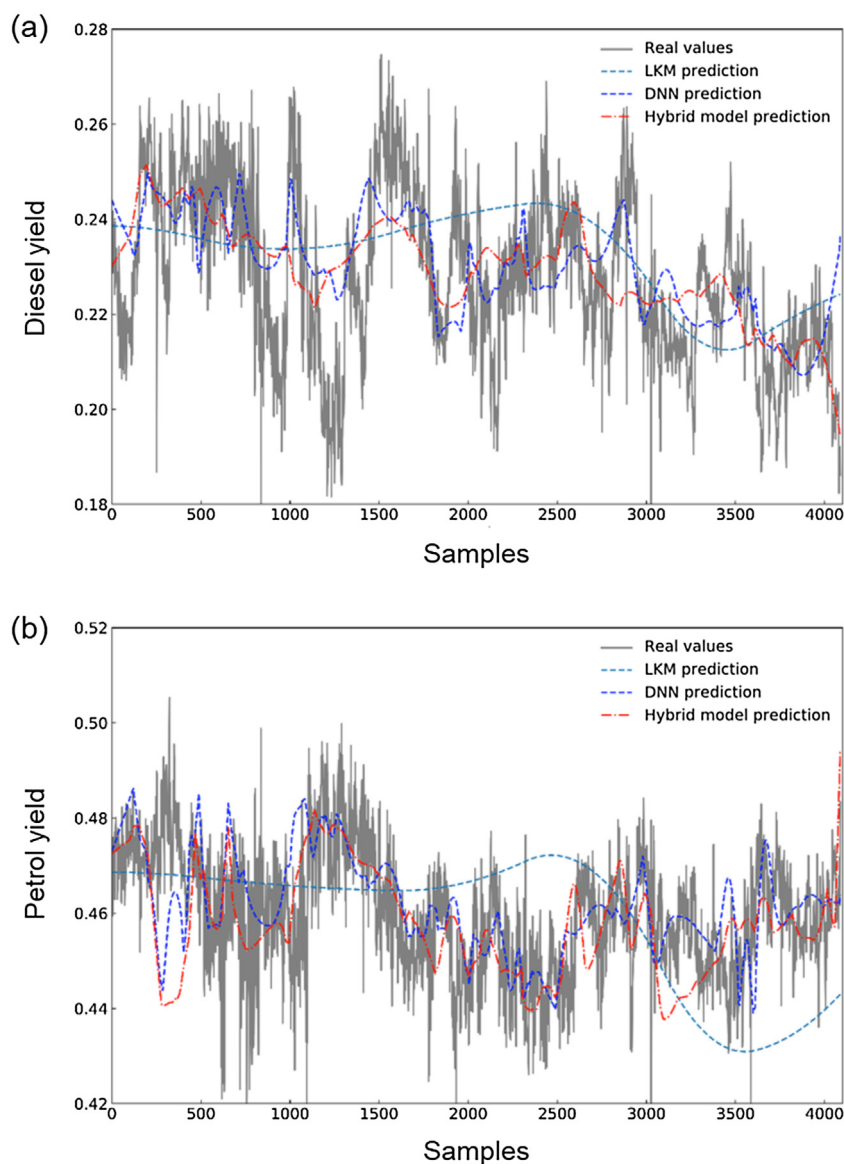 (a)
0.28
0.26
0.24
0.22
0.20
0.18
Diesel yield
Real values
LKM prediction
DNN prediction
Hybrid model prediction
0 500 1000 1500 2000 2500 3000 3500 4000
Samples
(b)
0.52
0.50
0.48
0.46
0.44
0.42
Petrol yield
Real values
LKM prediction
DNN prediction
Hybrid model prediction
0 500 1000 1500 2000 2500 3000 3500 4000
Samples